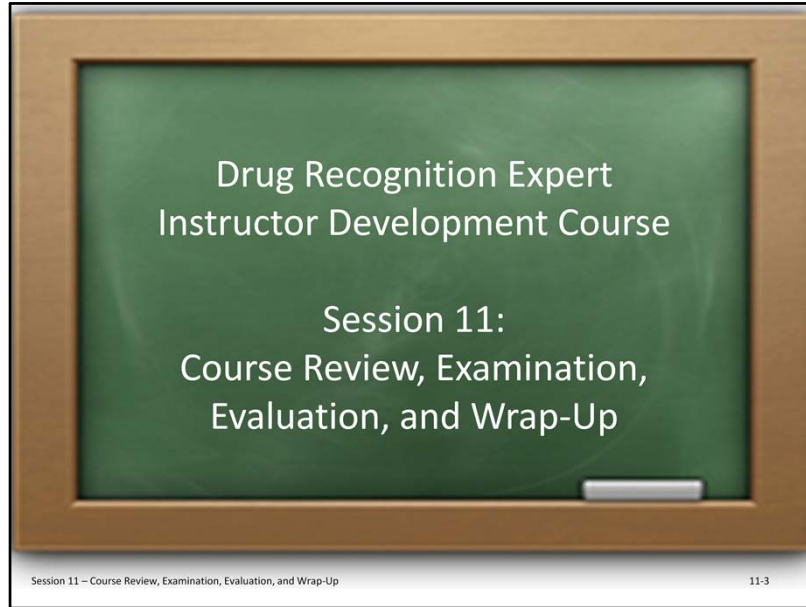 Drug Recognition Expert
Instructor Development Course
Session 11:
Course Review, Examination,
Evaluation, and Wrap-Up
Session 11 – Course Review, Examination, Evaluation, and Wrap-Up
11-3